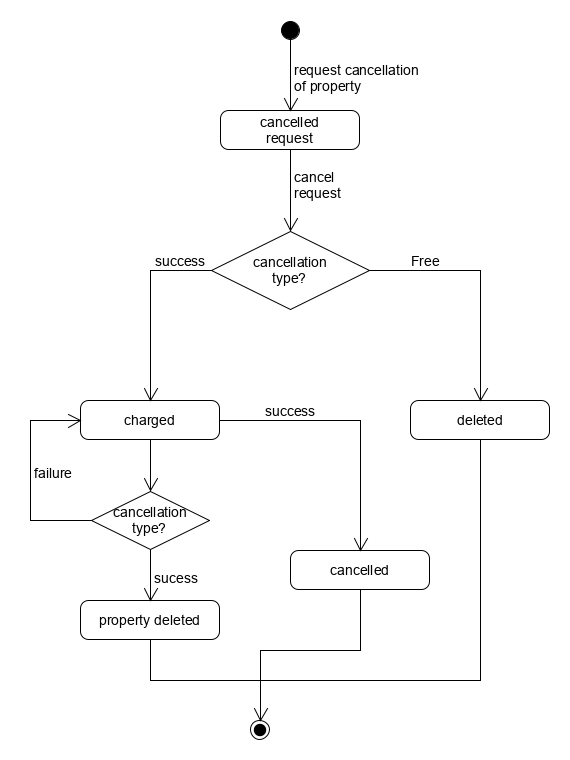 request cancellation
of property
cancelled
request
cancel
request
cancellation
type?
success
Free
charged
success
deleted
failure
cancellation
type?
cancelled
sucess
property deleted